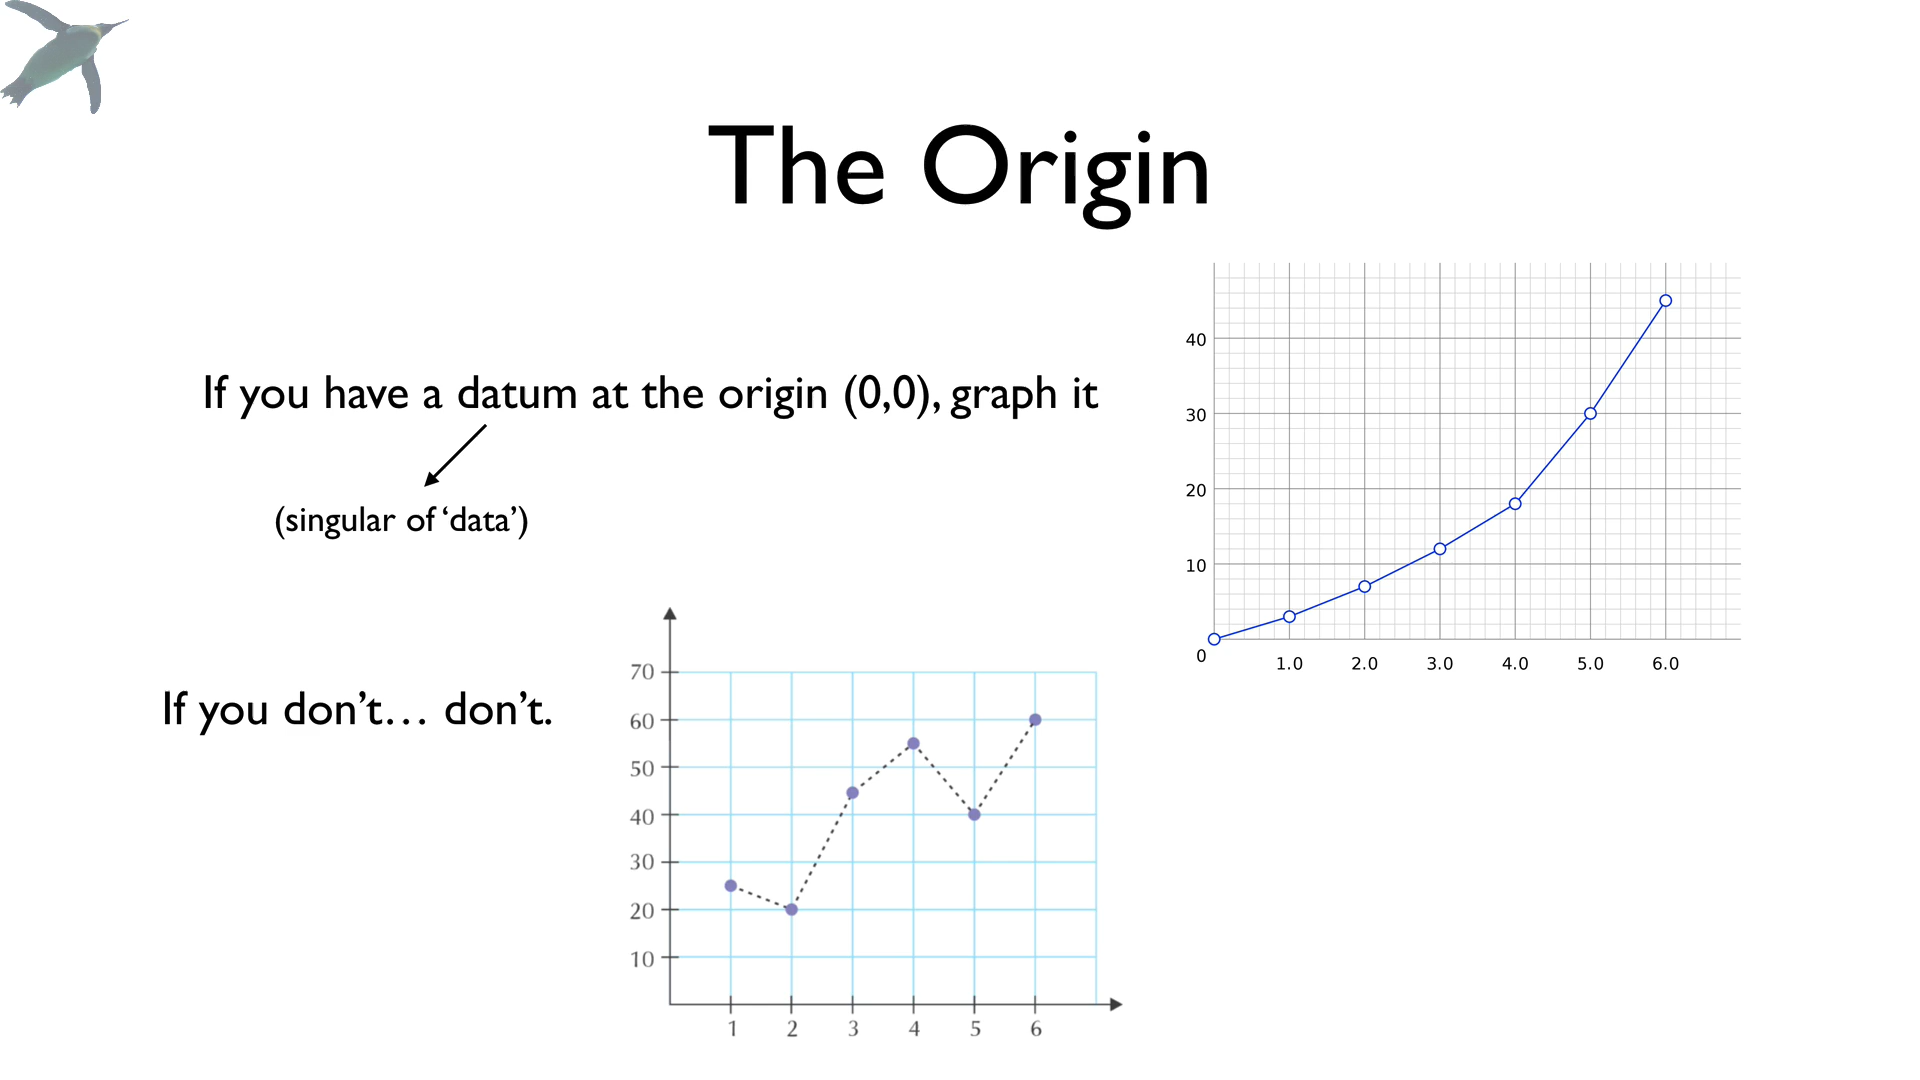 The Origin
If you have a datum at the origin (0,0), graph it
(singular of ‘data’)
40
30
20
10
0
1.0 2.0 3.0 4.0 5.0 6.0
If you don’t… don’t.
70
60
50
40
30
20
10
1 2 3 4 5 6